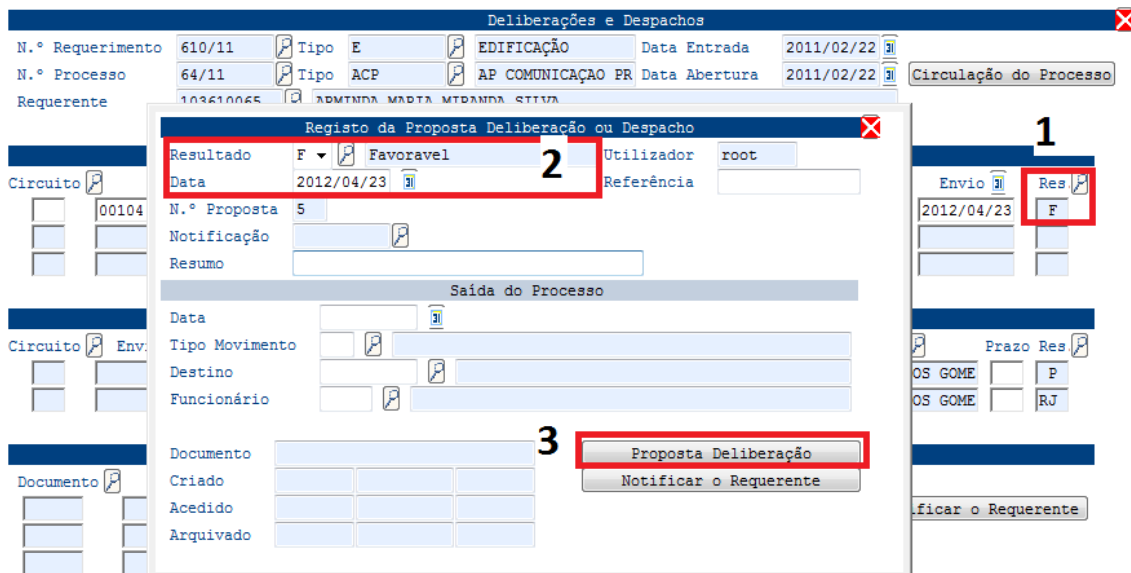 Deliberações e Despachos
N.º Requerimento 610/11 Tipo E EDIFICAÇÃO Data Entrada 2011/02/22
N.º Processo 64/11 Tipo ACP AP COMUNICAÇAO PR Data Abertura 2011/02/22 Circulação do Processo
Requerente 103610065 ARMINDA MARIA MIRANDA SILVA
Registo da Proposta Deliberação ou Despacho
1
Resultado F Favoravel 2 Utilizador root
Circuito Data 2012/04/23 Referência Envio Res.
00104 N.º Proposta 5 2012/04/23 F
Notificação
Resumo
Saída do Processo
Data
Circuito Env Tipo Movimento Prazo Res.
Destino OS GOME P
Funcionário OS GOME RJ
Documento 3 Proposta Deliberação
Documento Criado Notificar o Requerente
Acedido ficar o Requerente
Arquivado